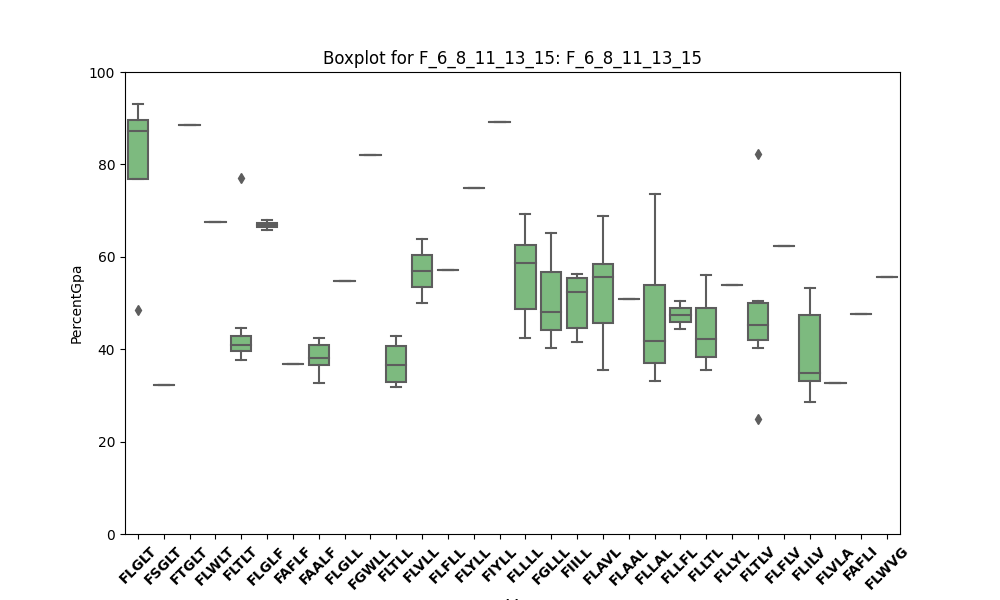 Boxplot for F_6_8_11_13_15: F_6_8_11_13_15
100
80
60
40
20
0
PercentGpa
FLGLT
FSGLT
FTGLT
FLWLT
FLTLT
FLGLF
FAFLF
FAALF
FLGLL
FGWLL
FLTLL
FLVLL
FLFLL
FLYLL
FIYLL
FLLLL
FGLLL
FIILL
FLAVL
FLAAL
FLLAL
FLLFL
FLLTL
FLLYL
FLTLV
FLFLV
FLILV
FLVLA
FAFLI
FLWVG